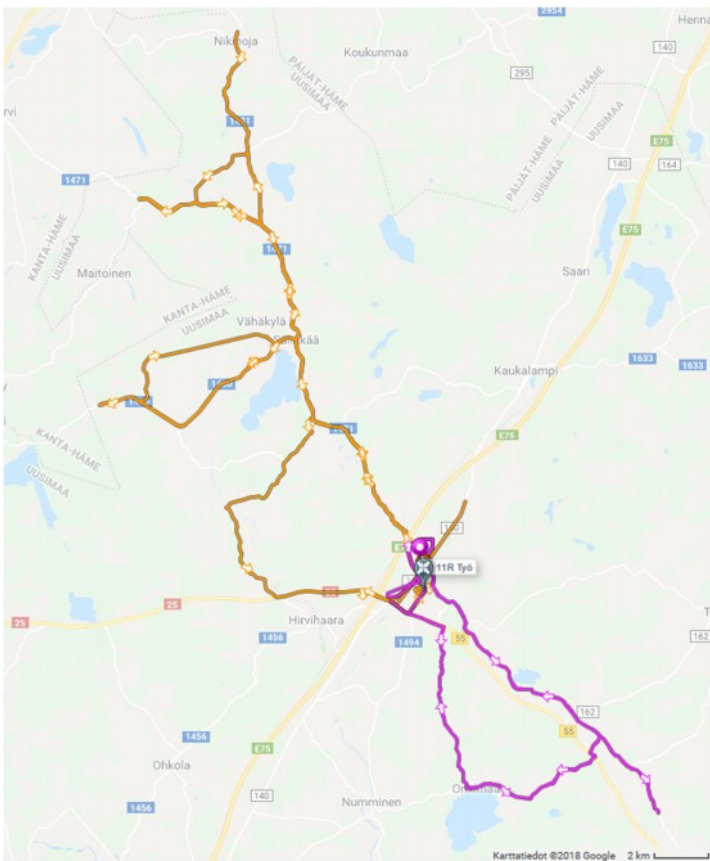 2954
Henna
Nikinoja
Koukunmaa
140
295
PÄIJÄT-HÄME
UUSIMAA
PÄIJÄT-HÄME
UUSIMAA
1471
E75
140
164
PÄIJÄT-HÄME
UUSIMAA
1471
KANTA-HÄME
UUSIMAA
E75
Maitoinen
Saari
KANTA-HÄME
UUSIMAA
Vähäkylä
1633
1633
Kaukalampi
KANTA-HÄME
UUSIMAA
E75
11R Työ
25
25
Hirvihaara
1456
1494
55
162
162
1456
55
E75
Ohkola
140
1456
Numminen
Karttatiedot ©2018 Google 2 km